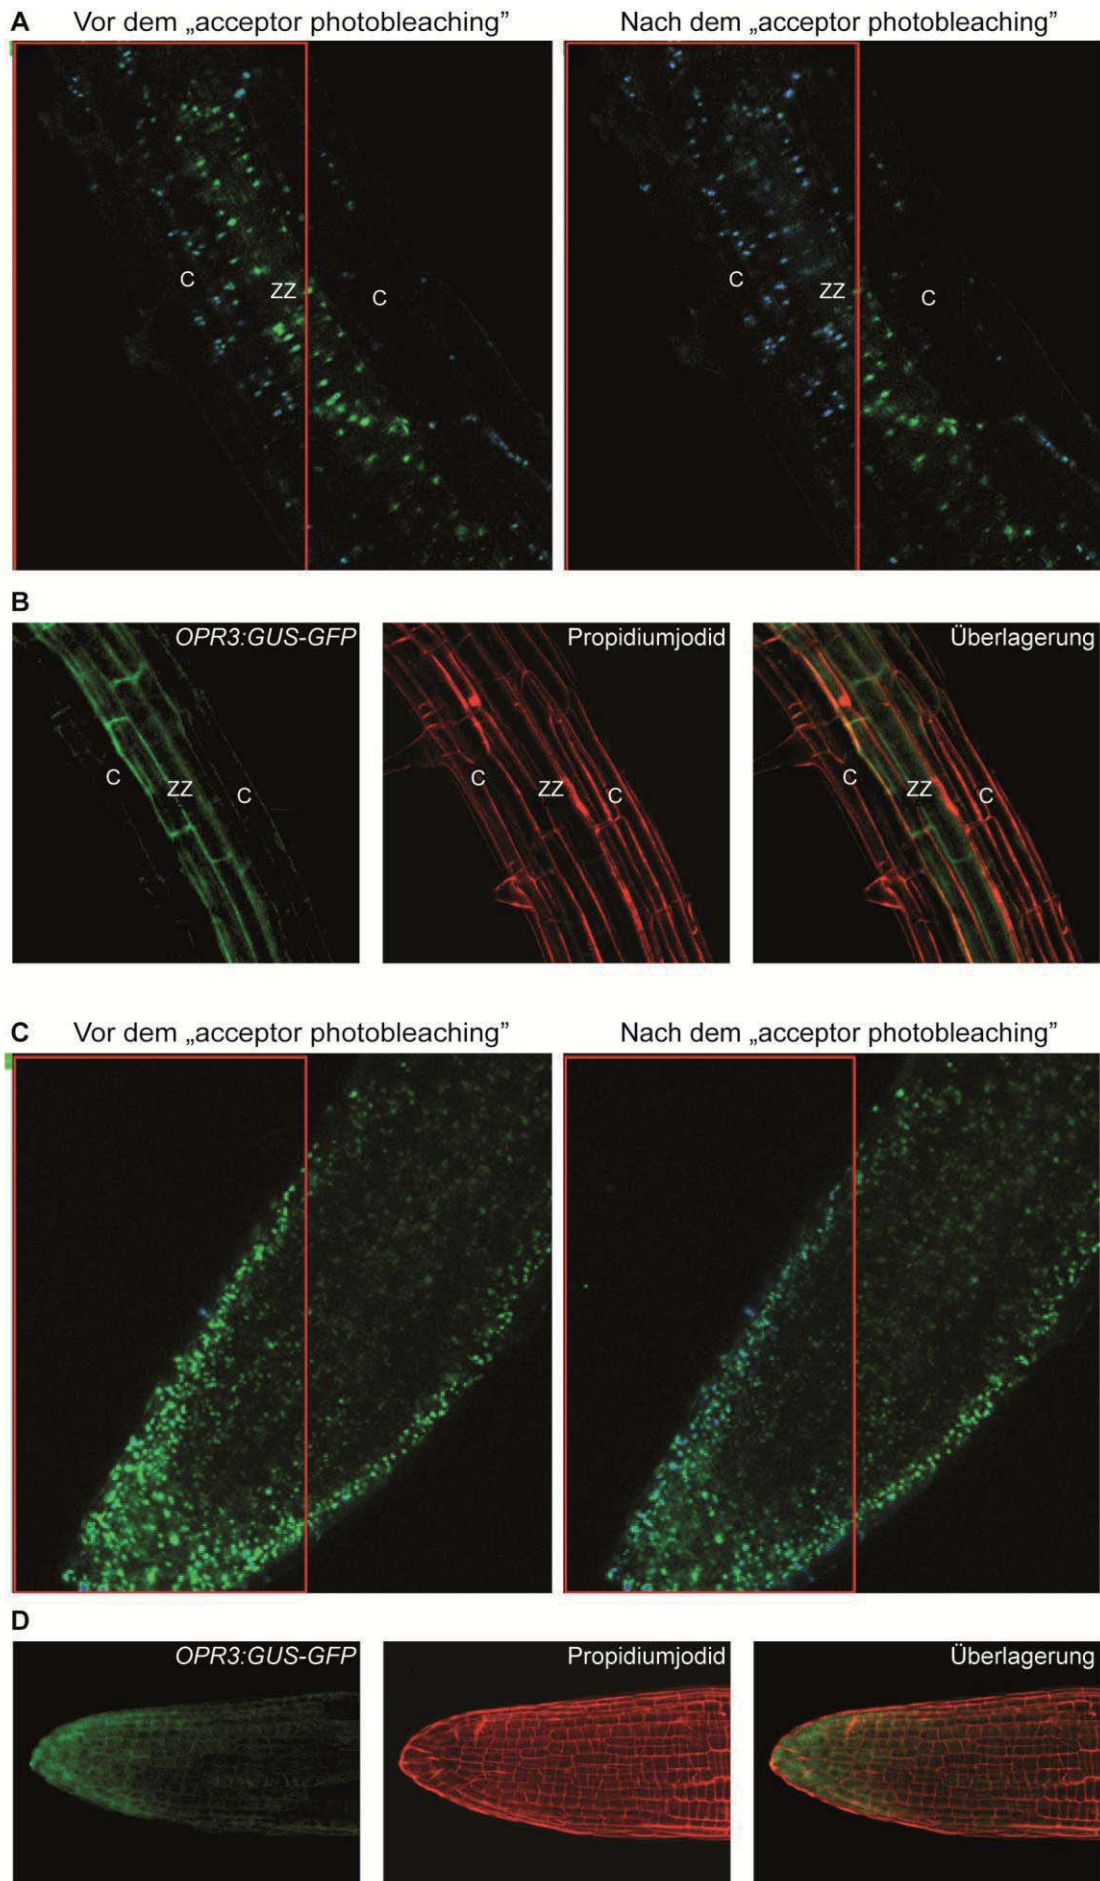 A
Vor dem „acceptor photobleaching”
Nach dem „acceptor photobleaching”
C
ZZ
C
C
ZZ
C
B
OPR3:GUS-GFP
Propidiumjodid
Überlagerung
C
ZZ
C
C
ZZ
C
C
ZZ
C
C
Vor dem „acceptor photobleaching”
Nach dem „acceptor photobleaching”
D
OPR3:GUS-GFP
Propidiumjodid
Überlagerung